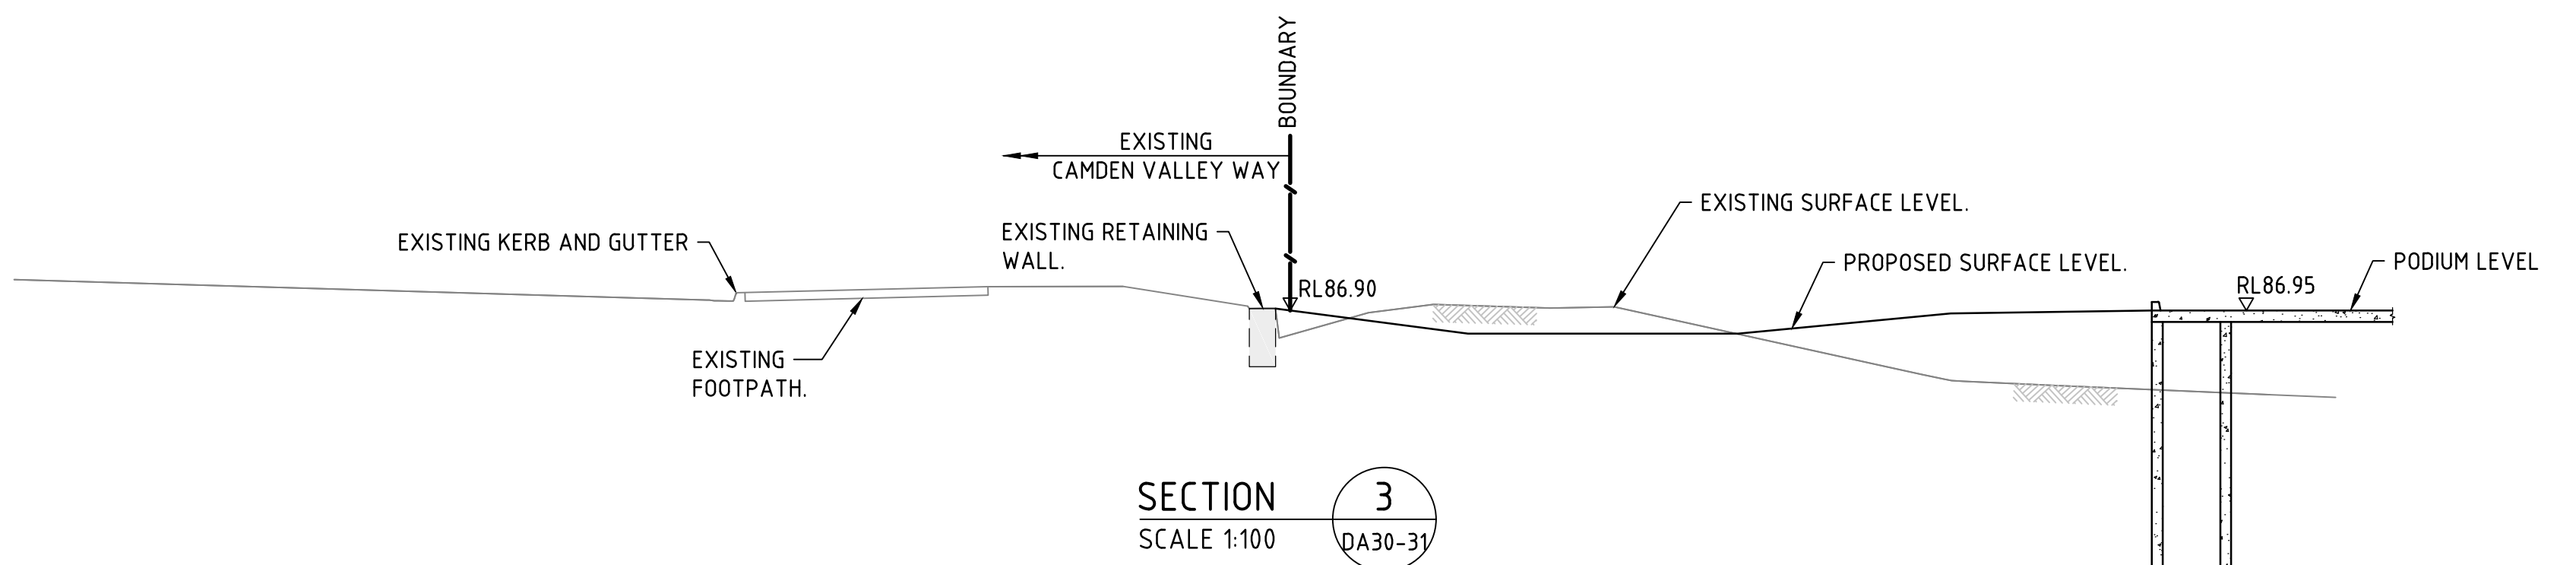 BOUNDARY
EXISTING
CAMDEN VALLEY WAY
EXISTING SURFACE LEVEL.
EXISTING KERB AND GUTTER
EXISTING RETAINING
WALL.
PROPOSED SURFACE LEVEL.
PODIUM LEVEL
RL86.90
RL86.95
EXISTING
FOOTPATH.
SECTION
3
SCALE 1:100
DA30-31